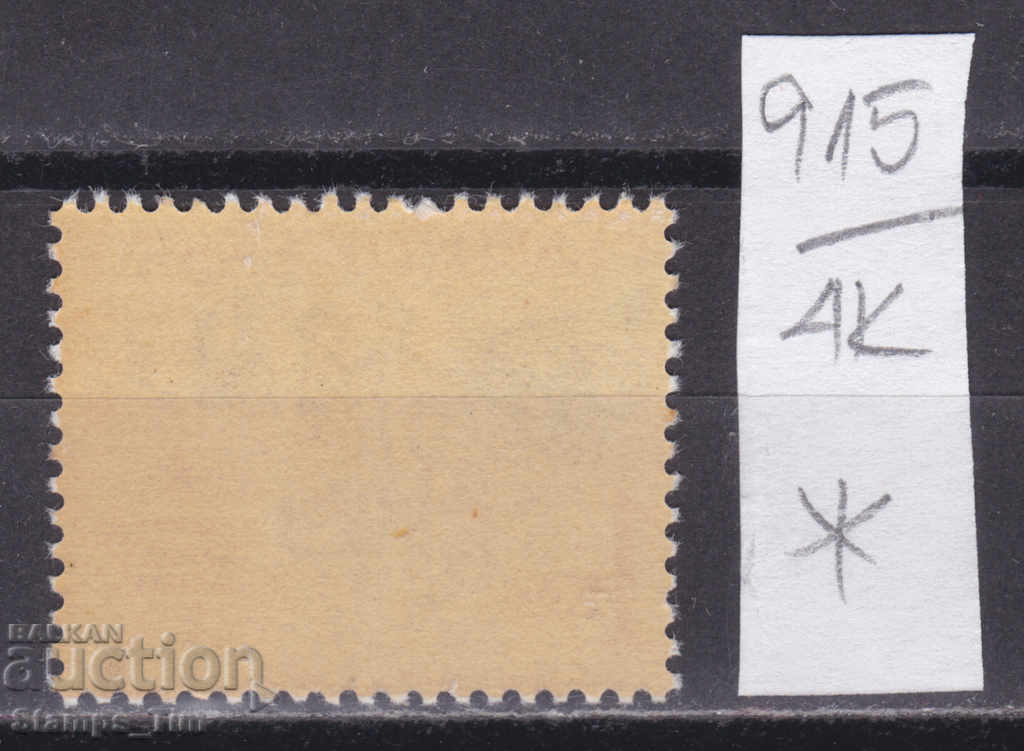 915
4K
*
BALKAN
auction
Stamps_Tim